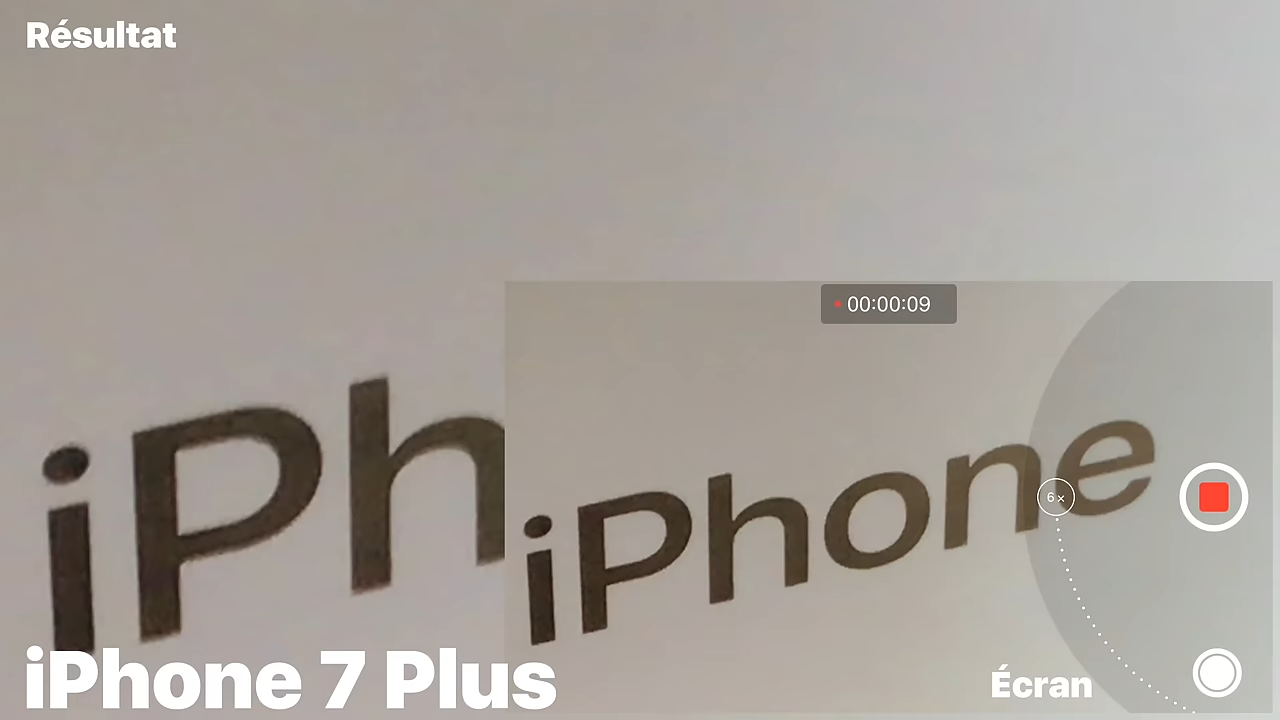 Résultat
00:00:09
iPh
iPhone
6×
Écran
iPhone 7 Plus